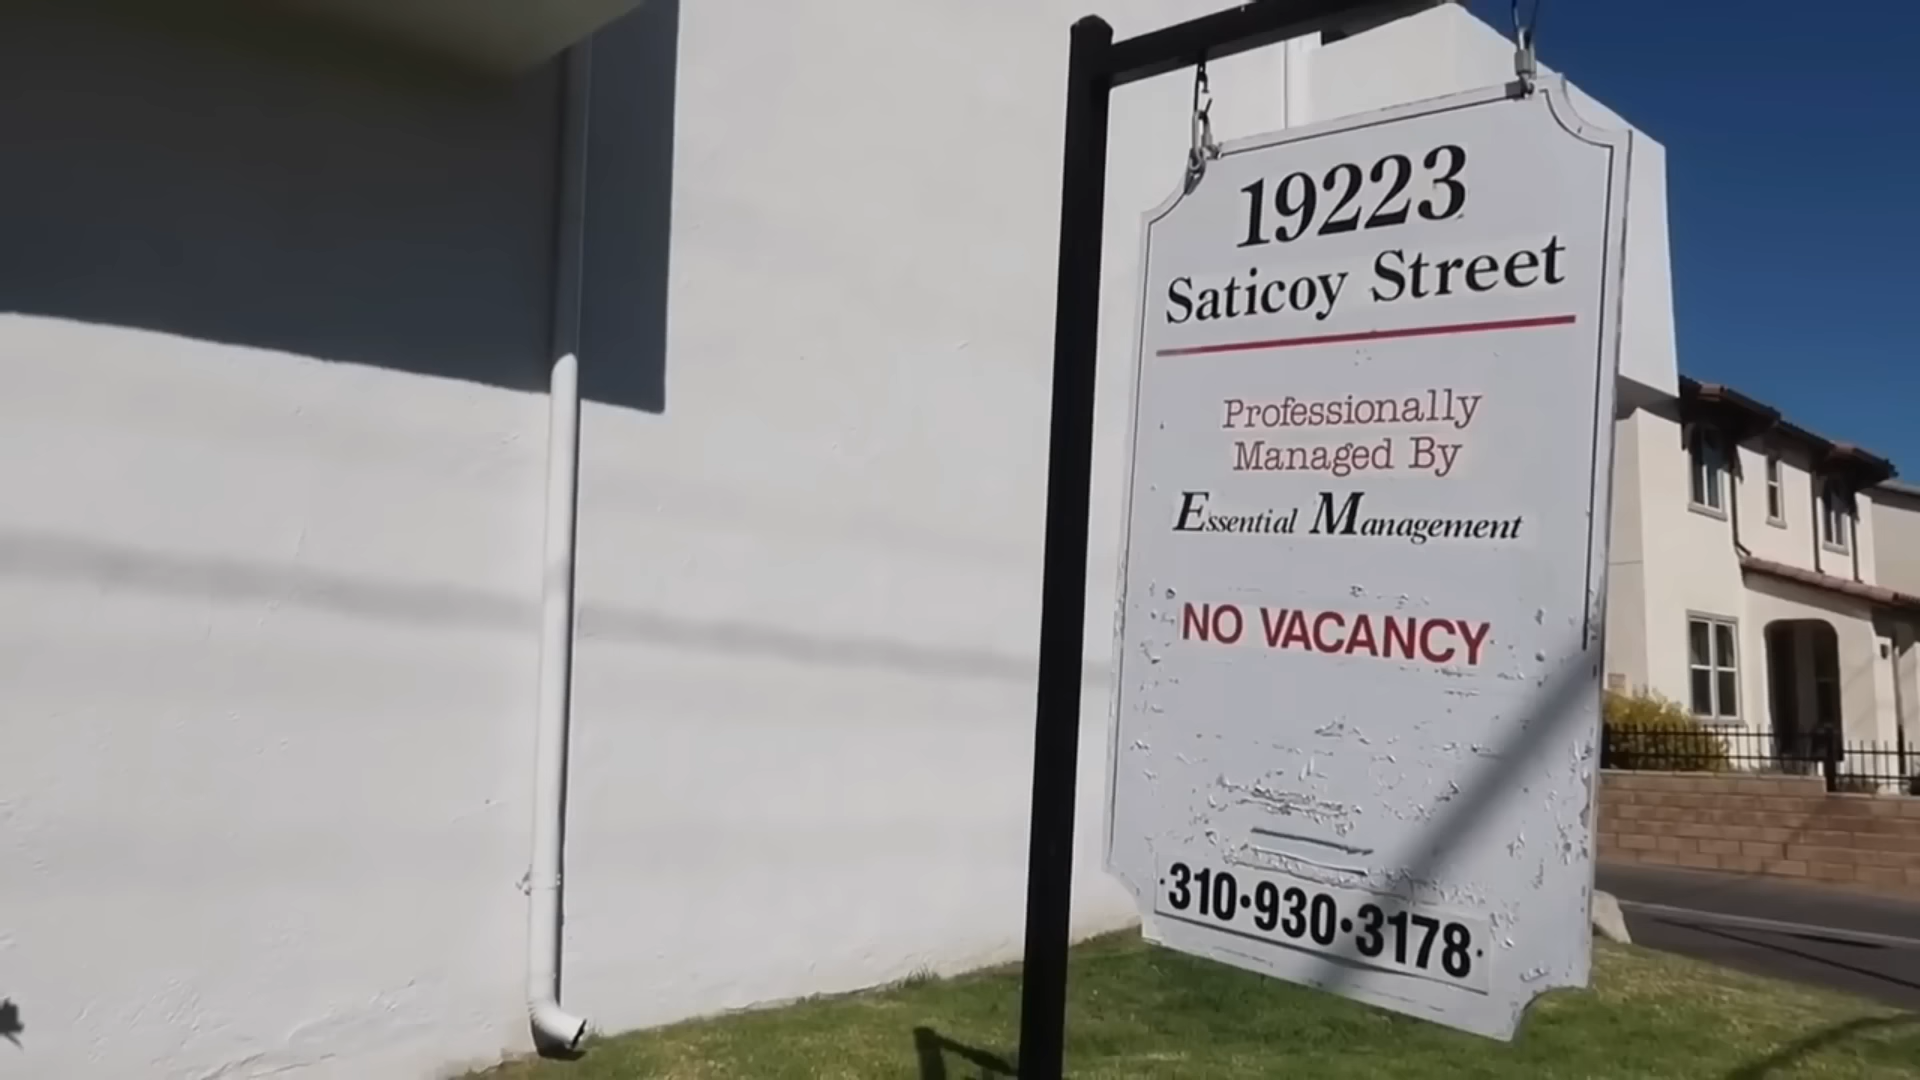 19223
Saticoy Street
Professionally
Managed By
Essential Management
NO VACANCY
310•930•3178